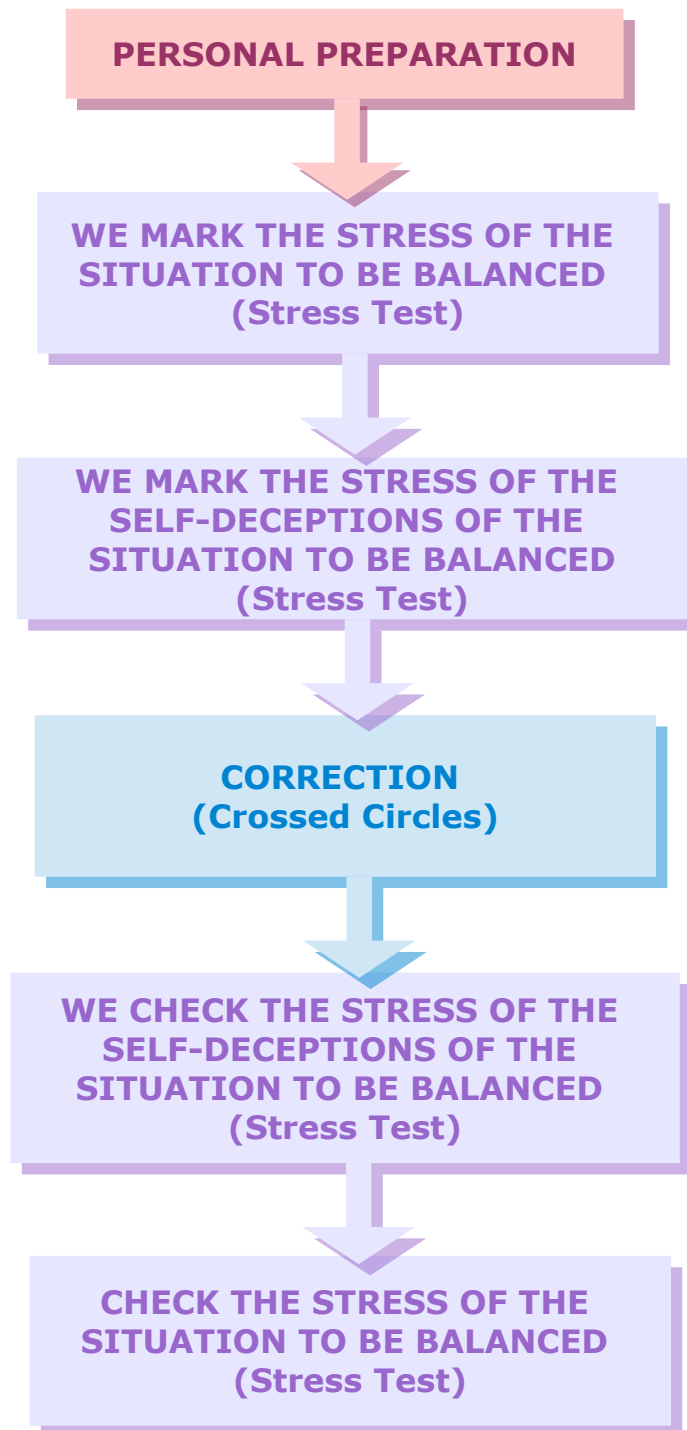 PERSONAL PREPARATION
WE MARK THE STRESS OF THE
SITUATION TO BE BALANCED
(Stress Test)
WE MARK THE STRESS OF THE
SELF-DECEPTIONS OF THE
SITUATION TO BE BALANCED
(Stress Test)
CORRECTION
(Crossed Circles)
WE CHECK THE STRESS OF THE
SELF-DECEPTIONS OF THE
SITUATION TO BE BALANCED
(Stress Test)
CHECK THE STRESS OF THE
SITUATION TO BE BALANCED
(Stress Test)